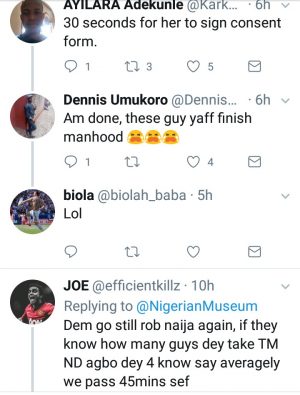 AYILARA Adekunle @Kark... · 6h
30 seconds for her to sign consent
form.
1 3 5
Dennis Umukoro @Dennis... · 6h
Am done, these guy yaff finish
manhood 😫😫😫
1 4
biola @biolah_baba · 5h
Lol
JOE @efficientkillz · 10h
Replying to @NigerianMuseum
Dem go still rob naija again, if they
know how many guys dey take TM
ND agbo dey 4 know say averagely
we pass 45mins sef